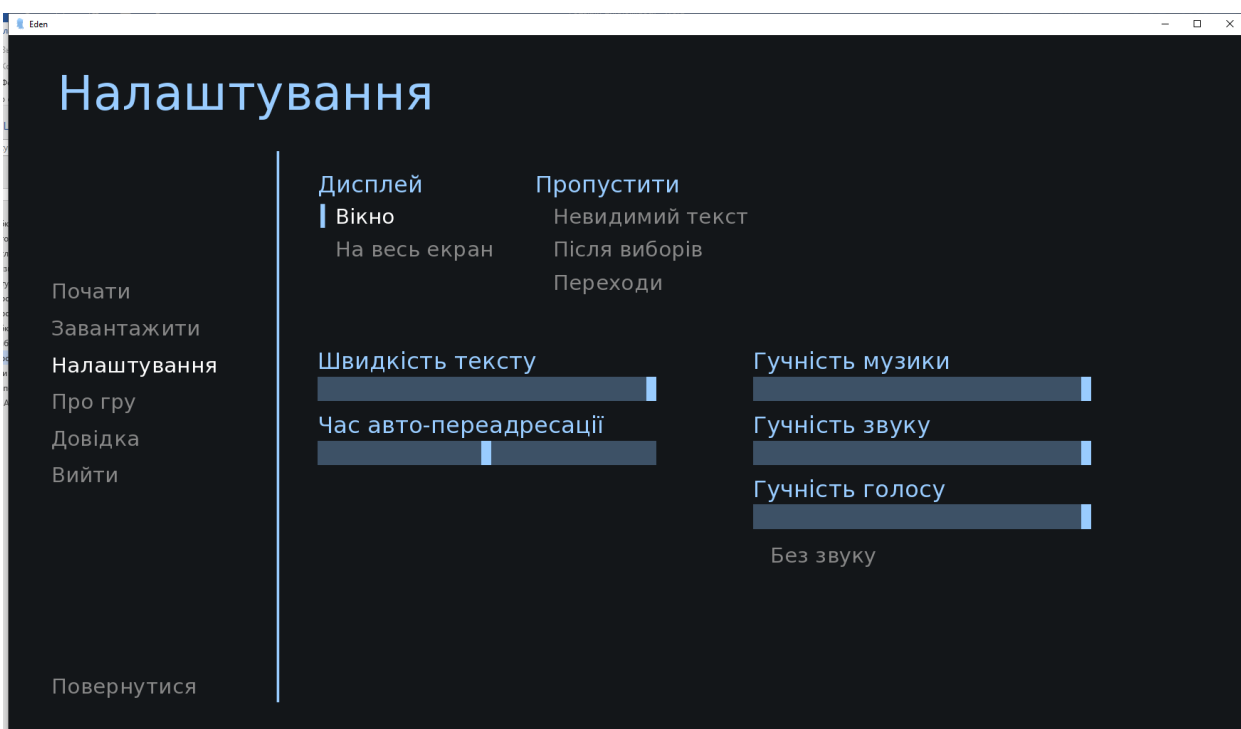 Eden
Налаштування
Дисплей
Вікно
На весь екран
Пропустити
Невидимий текст
Після виборів
Переходи
Почати
Завантажити
Налаштування
Про гру
Довідка
Вийти
Швидкість тексту
Час авто-переадресації
Гучність музики
Гучність звуку
Гучність голосу
Без звуку
Повернутися